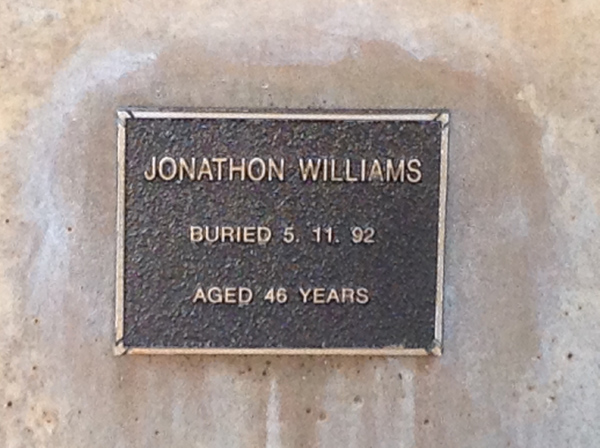 JONATHON WILLIAMS
BURIED 5. 11. 92
AGED 46 YEARS